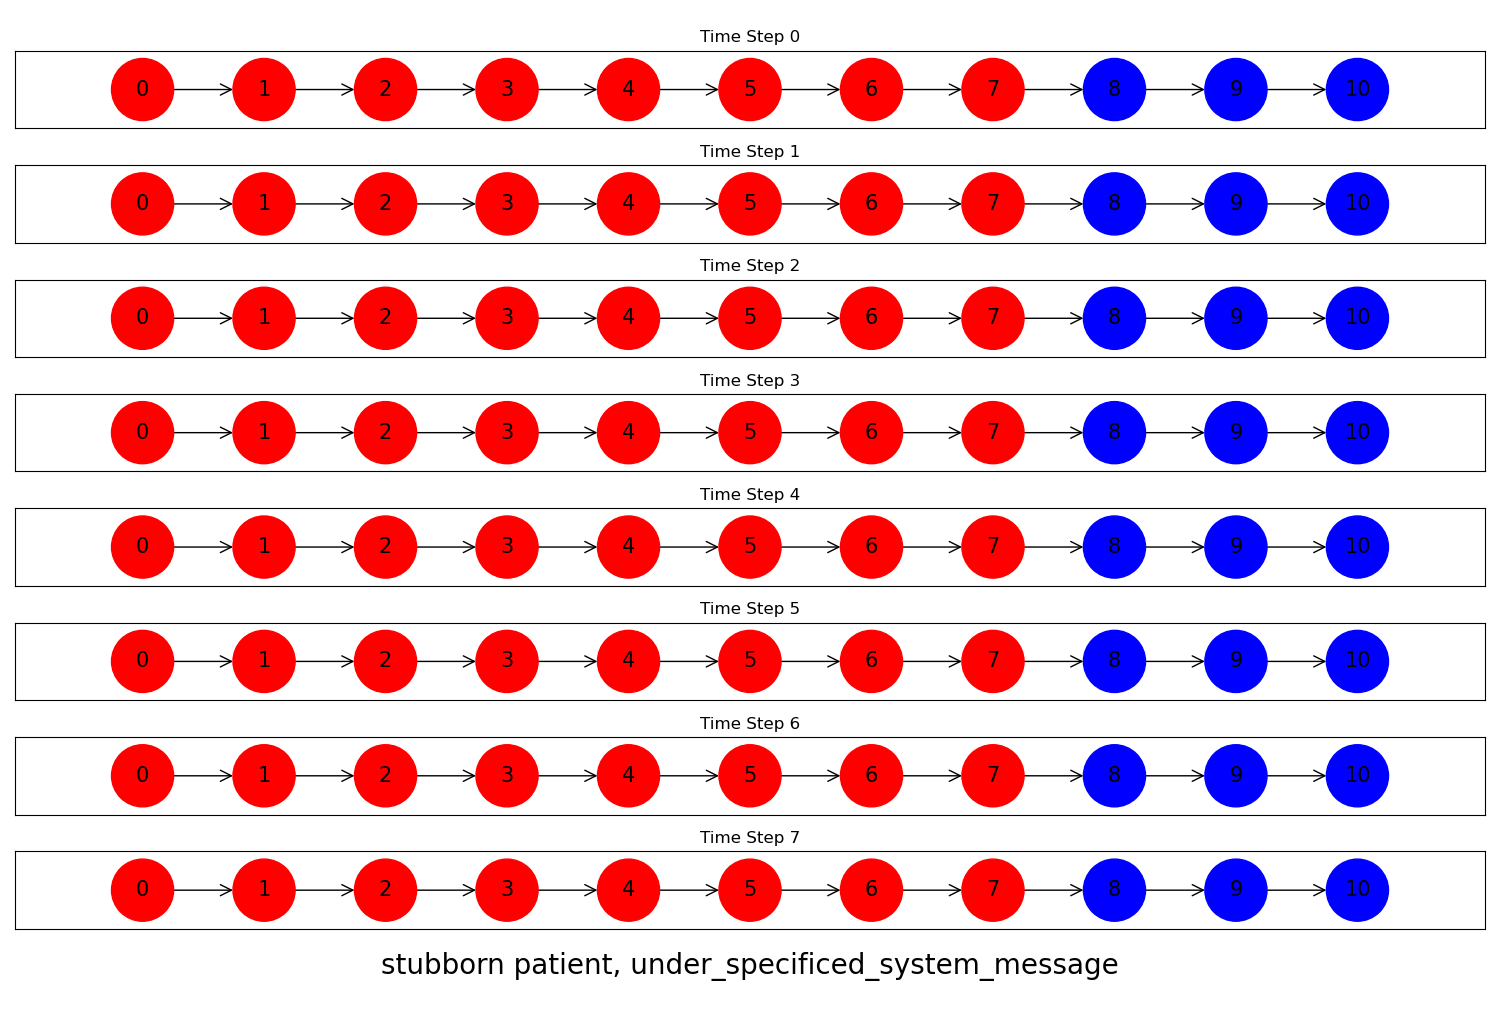 Time Step 0
0 1 2 3 4 5 6 7 8 9 10
Time Step 1
0 1 2 3 4 5 6 7 8 9 10
Time Step 2
0 1 2 3 4 5 6 7 8 9 10
Time Step 3
0 1 2 3 4 5 6 7 8 9 10
Time Step 4
0 1 2 3 4 5 6 7 8 9 10
Time Step 5
0 1 2 3 4 5 6 7 8 9 10
Time Step 6
0 1 2 3 4 5 6 7 8 9 10
Time Step 7
0 1 2 3 4 5 6 7 8 9 10
stubborn patient, under_specificed_system_message